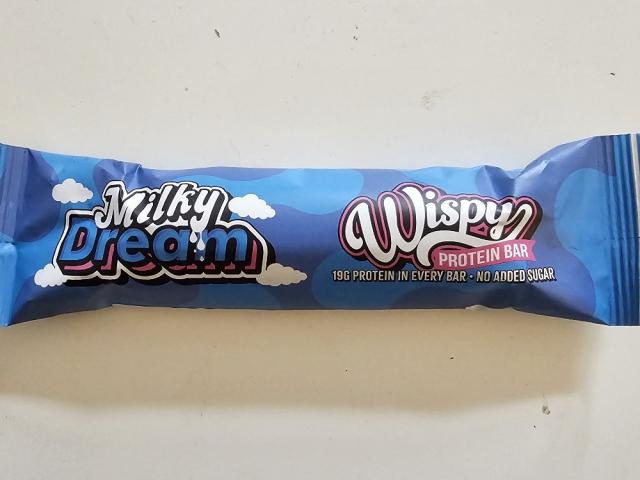 Milky
Dream
Wispy
PROTEIN BAR
19G PROTEIN IN EVERY BAR • NO ADDED SUGAR